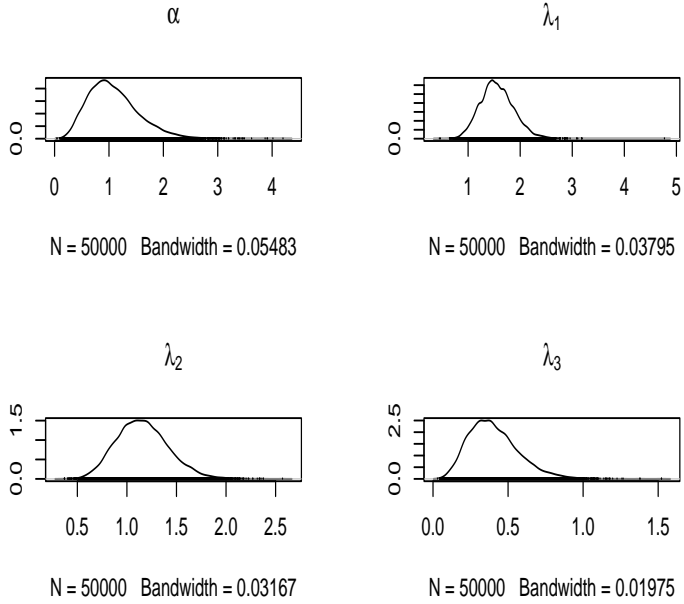 α
0.0
0 1 2 3 4
N = 50000 Bandwidth = 0.05483
λ1
0.0
1 2 3 4 5
N = 50000 Bandwidth = 0.03795
λ2
0.0 1.5
0.5 1.0 1.5 2.0 2.5
N = 50000 Bandwidth = 0.03167
λ3
0.0 2.5
0.0 0.5 1.0 1.5
N = 50000 Bandwidth = 0.01975